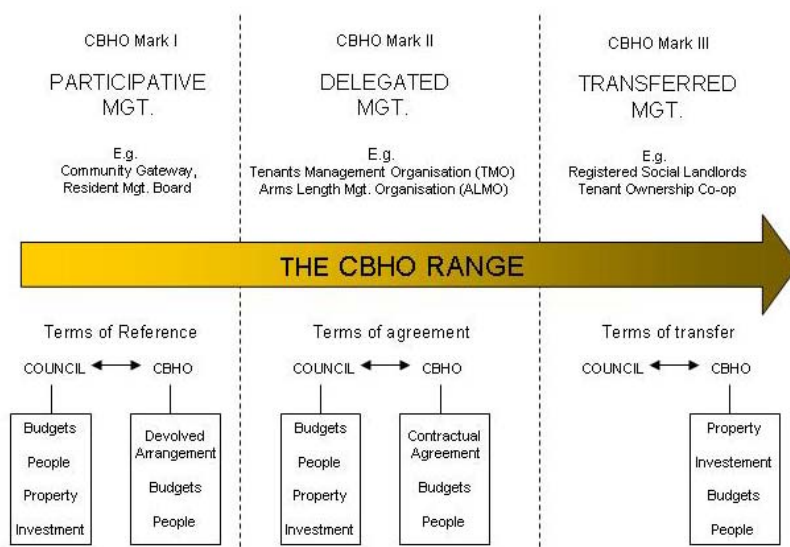 CBHO Mark I
PARTICIPATIVE
MGT.
E.g.
Community Gateway,
Resident Mgt. Board
CBHO Mark II
DELEGATED
MGT.
E.g.
Tenants Management Organisation (TMO)
Arms Length Mgt. Organisation (ALMO)
CBHO Mark III
TRANSFERRED
MGT.
E.g.
Registered Social Landlords
Tenant Ownership Co-op
THE CBHO RANGE
Terms of Reference
COUNCIL
CBHO
Budgets
People
Property
Investment
Devolved
Arrangement
Budgets
People
Terms of agreement
COUNCIL
CBHO
Budgets
People
Property
Investment
Contractual
Agreement
Budgets
People
Terms of transfer
COUNCIL
CBHO
Property
Investement
Budgets
People